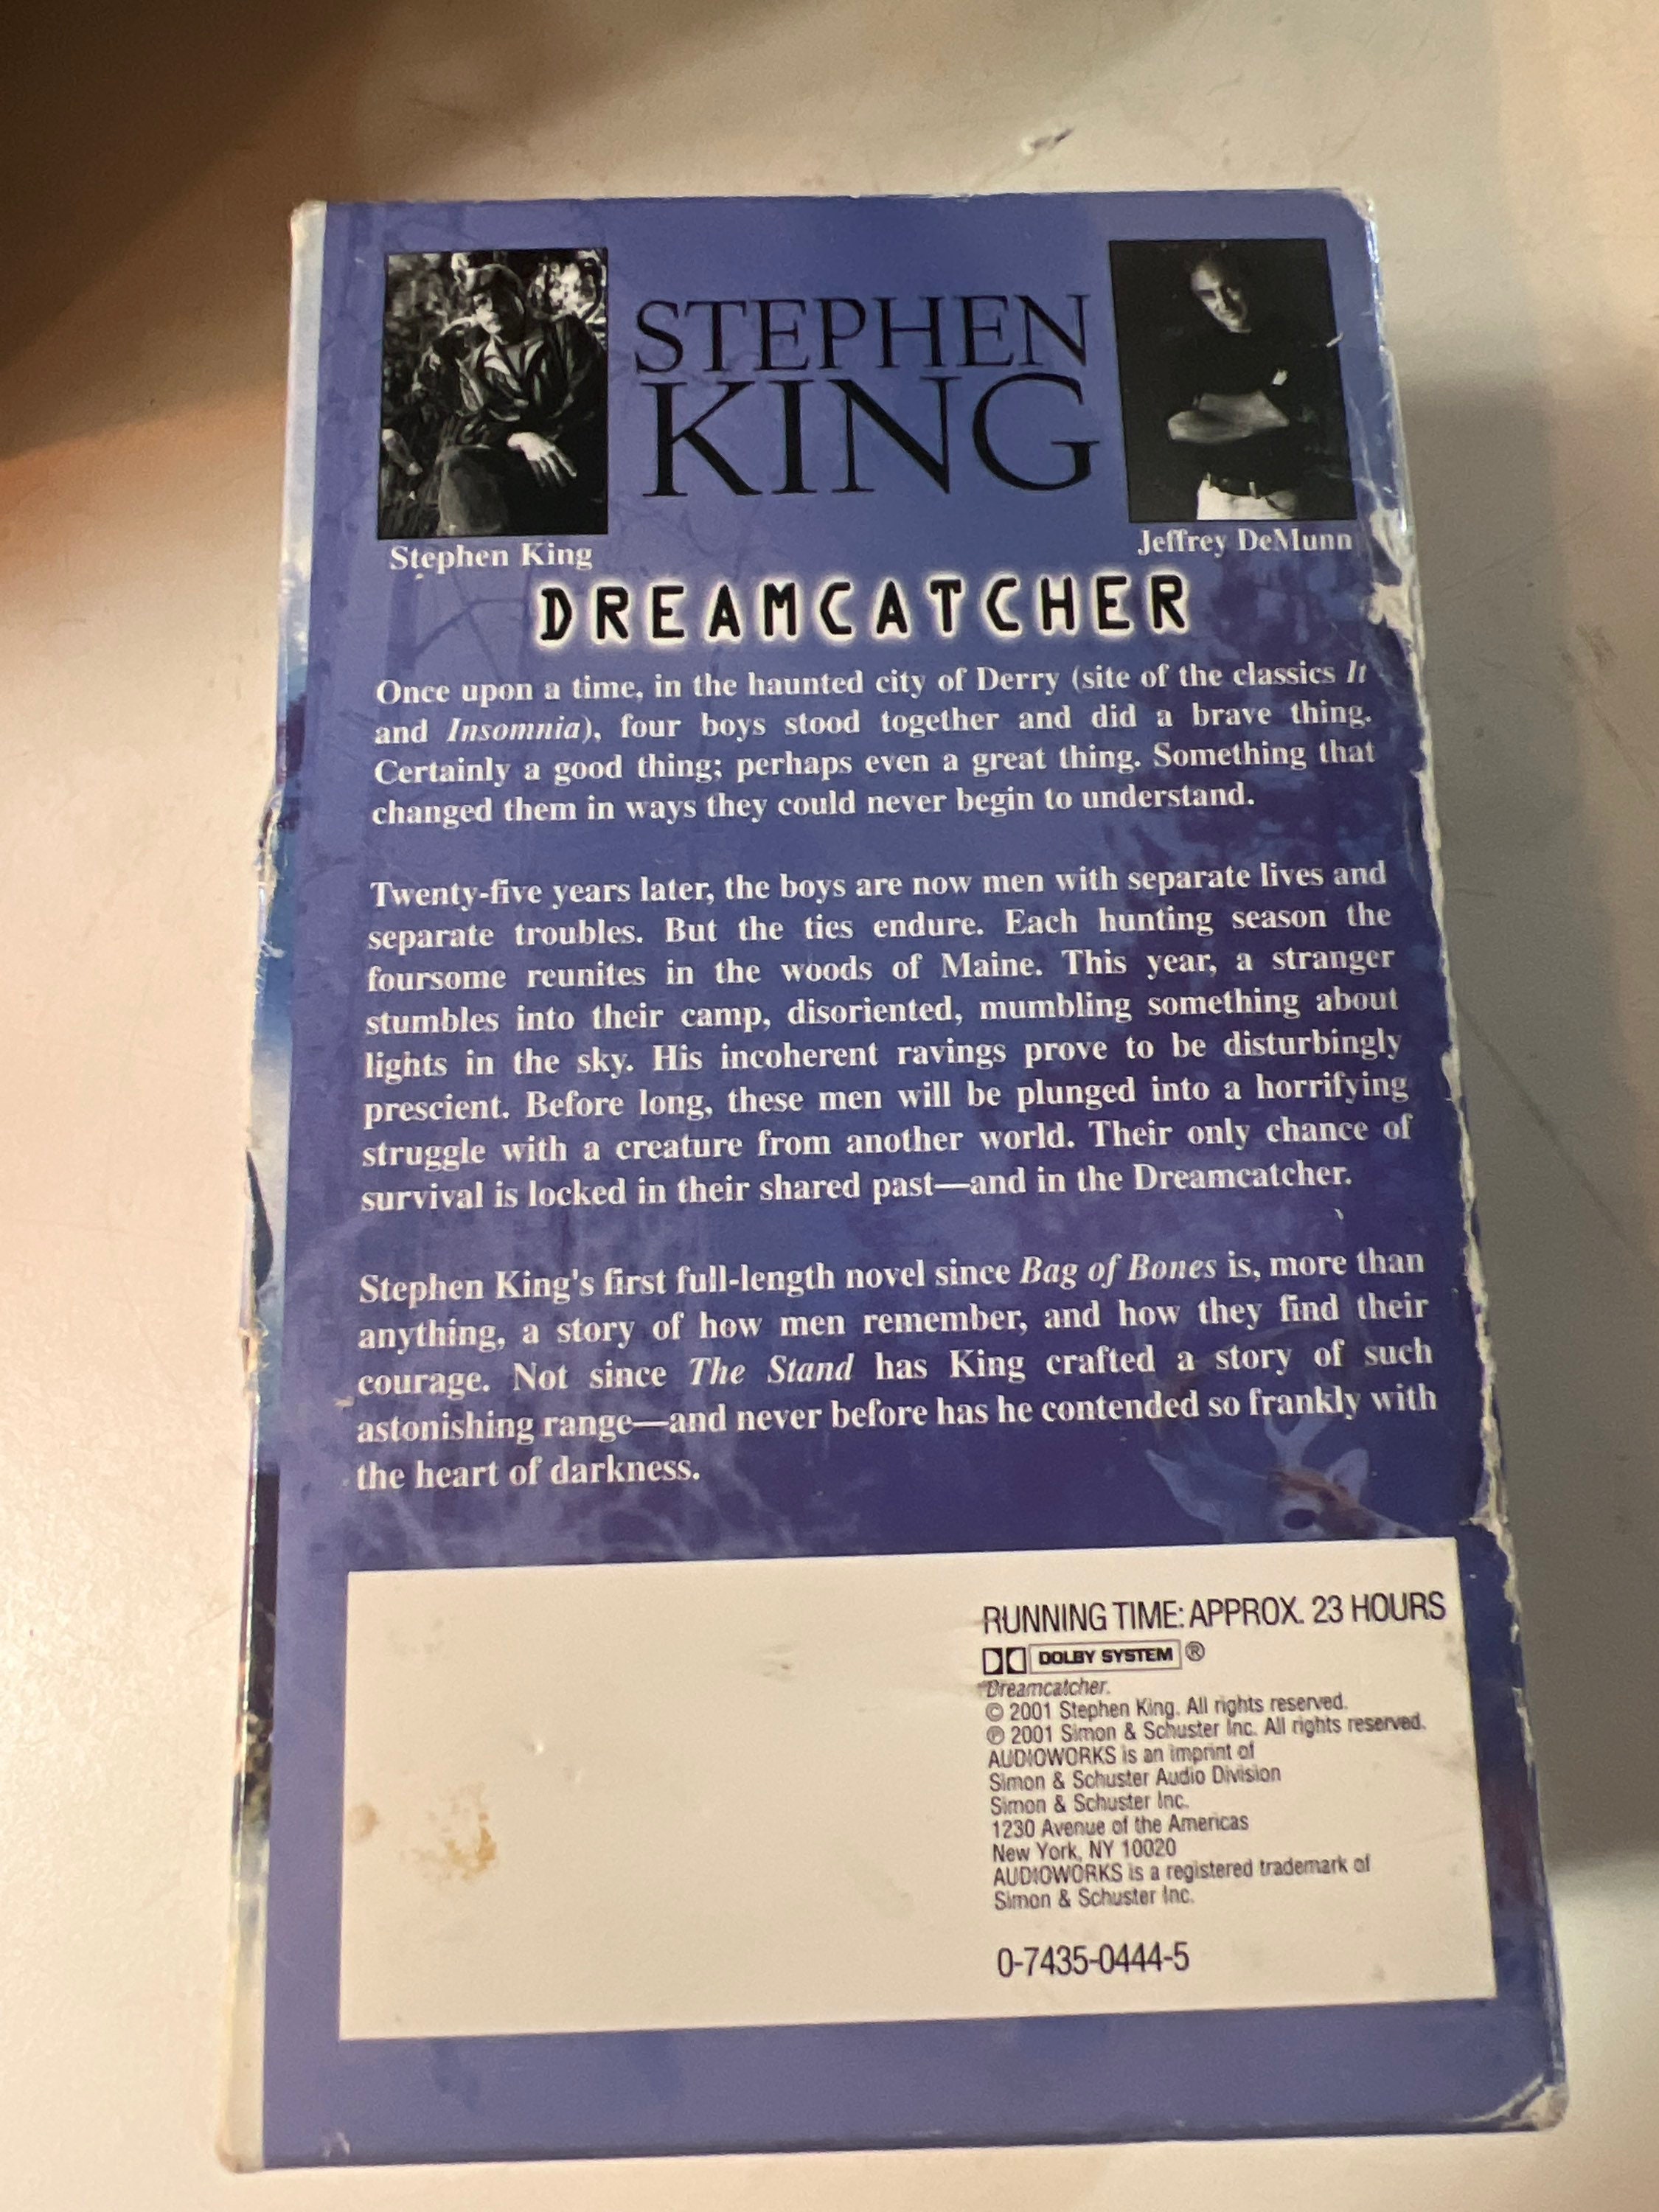 STEPHEN
KING
Stephen King
Jeffrey DeMunn
DREAMCATCHER
Once upon a time, in the haunted city of Derry (site of the classics It
and Insomnia), four boys stood together and did a brave thing.
Certainly a good thing; perhaps even a great thing. Something that
changed them in ways they could never begin to understand.
Twenty-five years later, the boys are now men with separate lives and
separate troubles. But the ties endure. Each hunting season the
foursome reunites in the woods of Maine. This year, a stranger
stumbles into their camp, disoriented, mumbling something about
lights in the sky. His incoherent ravings prove to be disturbingly
prescient. Before long, these men will be plunged into a horrifying
struggle with a creature from another world. Their only chance of
survival is locked in their shared past—and in the Dreamcatcher.
Stephen King's first full-length novel since Bag of Bones is, more than
anything, a story of how men remember, and how they find their
courage. Not since The Stand has King crafted a story of such
astonishing range—and never before has he contended so frankly with
the heart of darkness.
RUNNING TIME: APPROX. 23 HOURS
DOLBY SYSTEM ®
Dreamcatcher.
© 2001 Stephen King. All rights reserved.
℗ 2001 Simon & Schuster Inc. All rights reserved.
AUDIOWORKS is an imprint of
Simon & Schuster Audio Division
Simon & Schuster Inc.
1230 Avenue of the Americas
New York, NY 10020
AUDIOWORKS is a registered trademark of
Simon & Schuster Inc.
0-7435-0444-5